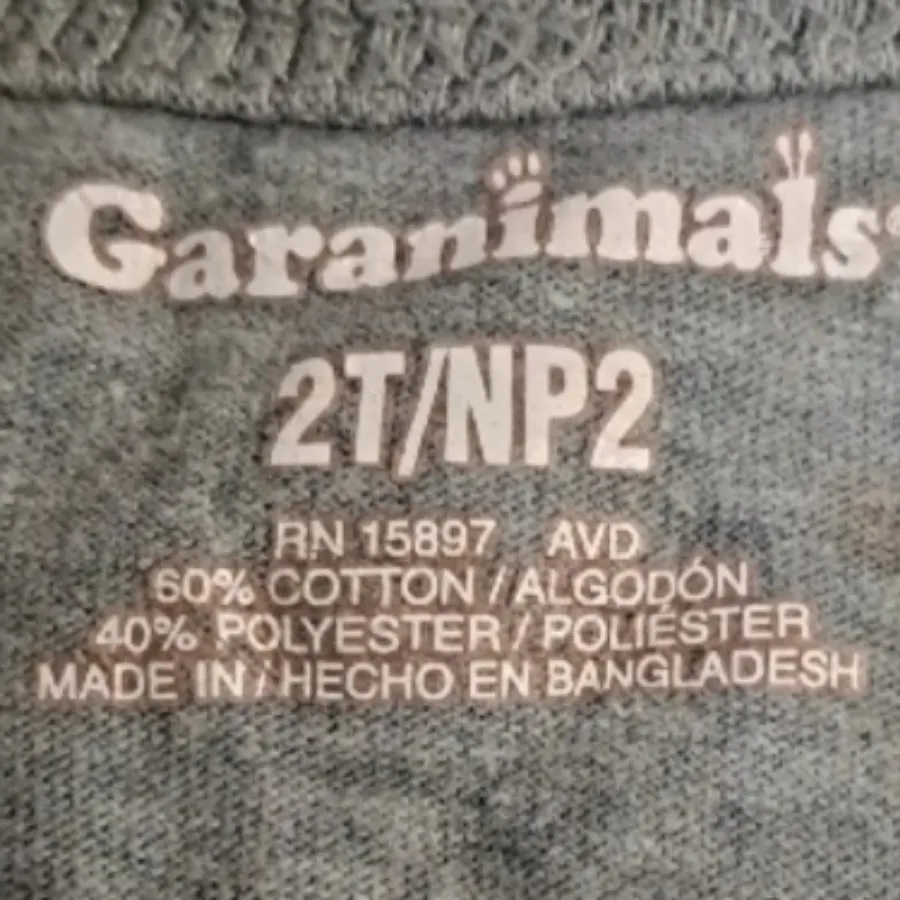 Garanimals
2T/NP2
RN 15897 AVD
60% COTTON / ALGODÓN
40% POLYESTER / POLIÉSTER
MADE IN / HECHO EN BANGLADESH